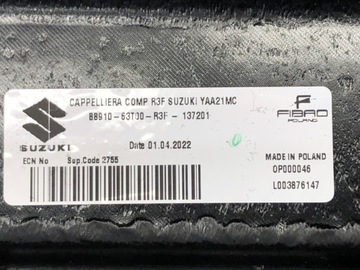 CAPPELLIERA COMP R3F SUZUKI YAA21MC
88910-63T00-R3F - 137201
SUZUKI
Date 01.04.2022
FIBRO
POLAND
ECN No
Sup.Code 2755
MADE IN POLAND
OP000046
L003876147